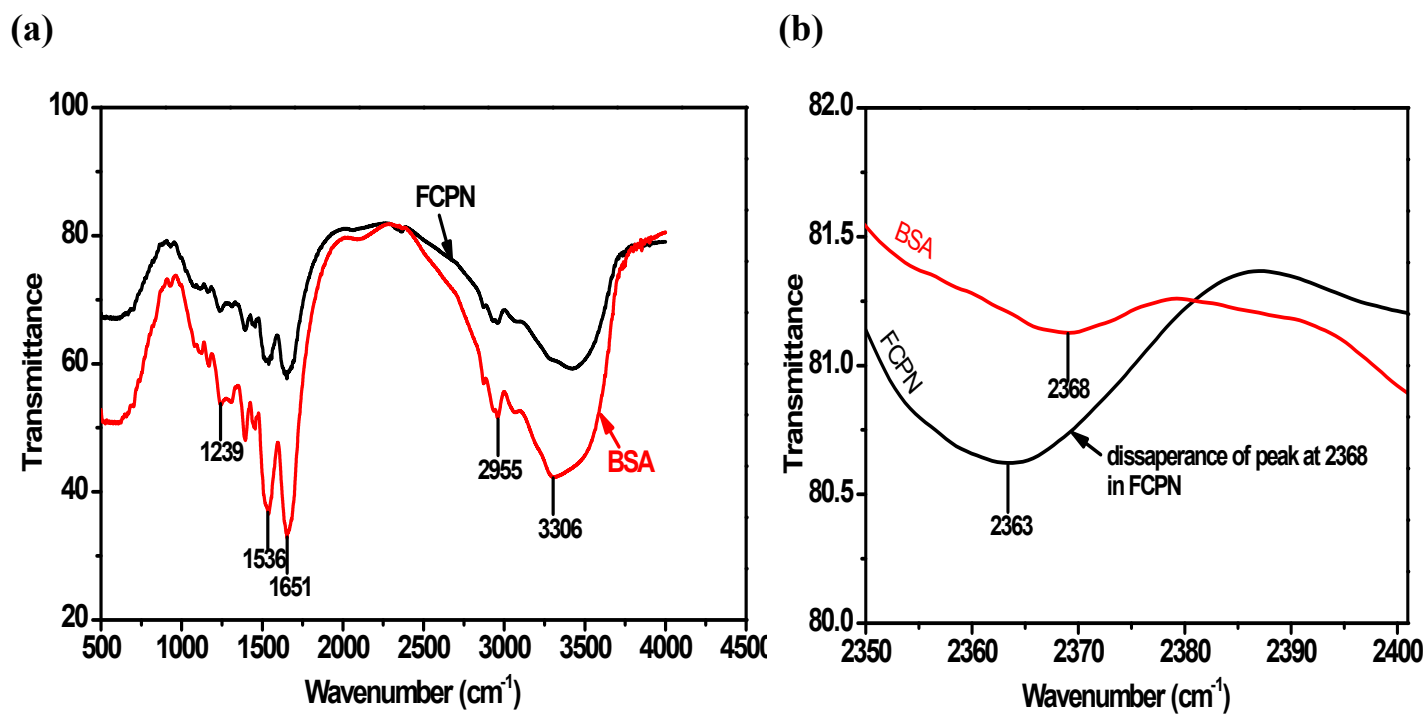 (a)
100
80
60
40
20
Transmittance
FCPN
BSA
1239
1536
1651
2955
3306
500 1000 1500 2000 2500 3000 3500 4000 4500
Wavenumber (cm-1)
(b)
82.0
81.5
81.0
80.5
80.0
Transmittance
BSA
FCPN
2368
dissaperance of peak at 2368
in FCPN
2363
2350 2360 2370 2380 2390 2400
Wavenumber (cm-1)